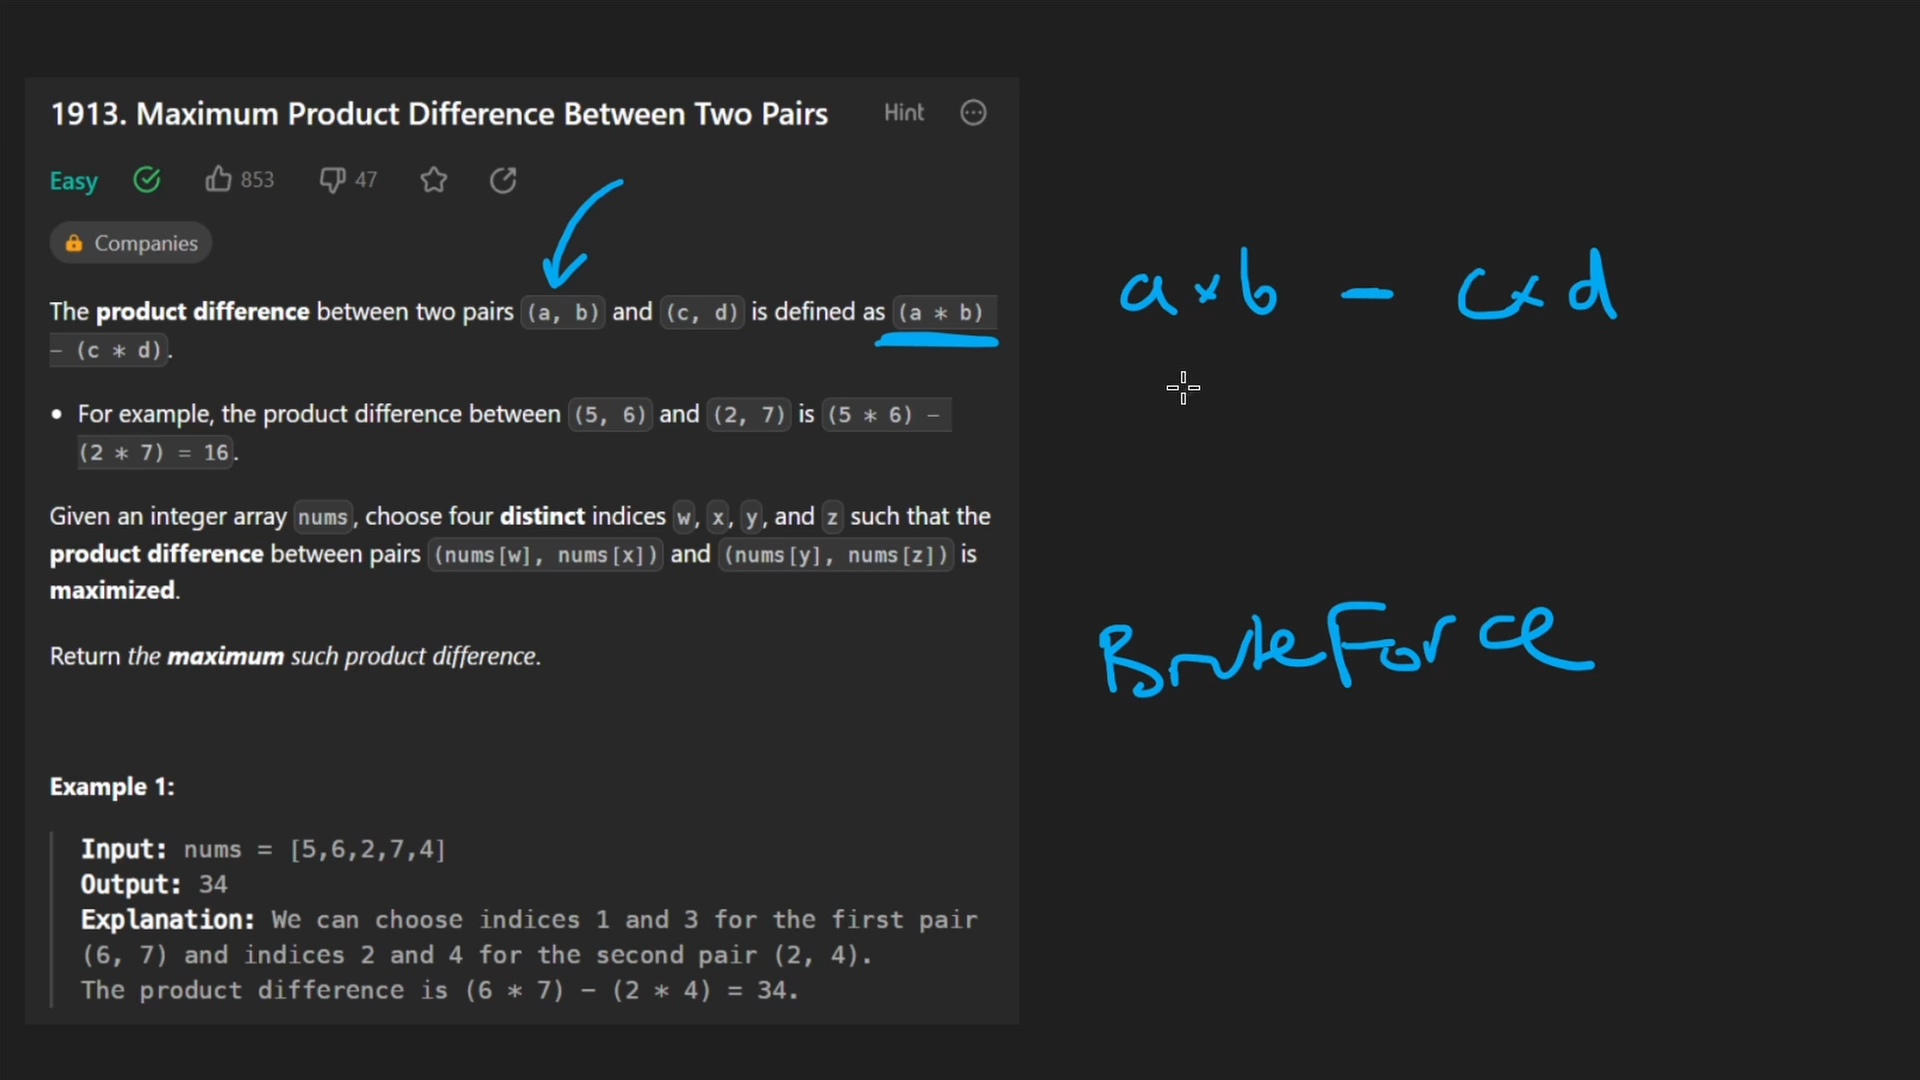 1913. Maximum Product Difference Between Two Pairs Hint
Easy 853 47
Companies
The product difference between two pairs (a, b) and (c, d) is defined as (a * b)
− (c * d).
• For example, the product difference between (5, 6) and (2, 7) is (5 * 6) −
(2 * 7) = 16.
Given an integer array nums, choose four distinct indices w, x, y, and z such that the
product difference between pairs (nums[w], nums[x]) and (nums[y], nums[z]) is
maximized.
Return the maximum such product difference.
Example 1:
Input: nums = [5,6,2,7,4]
Output: 34
Explanation: We can choose indices 1 and 3 for the first pair
(6, 7) and indices 2 and 4 for the second pair (2, 4).
The product difference is (6 * 7) − (2 * 4) = 34.
a x b − c x d
Brute Force